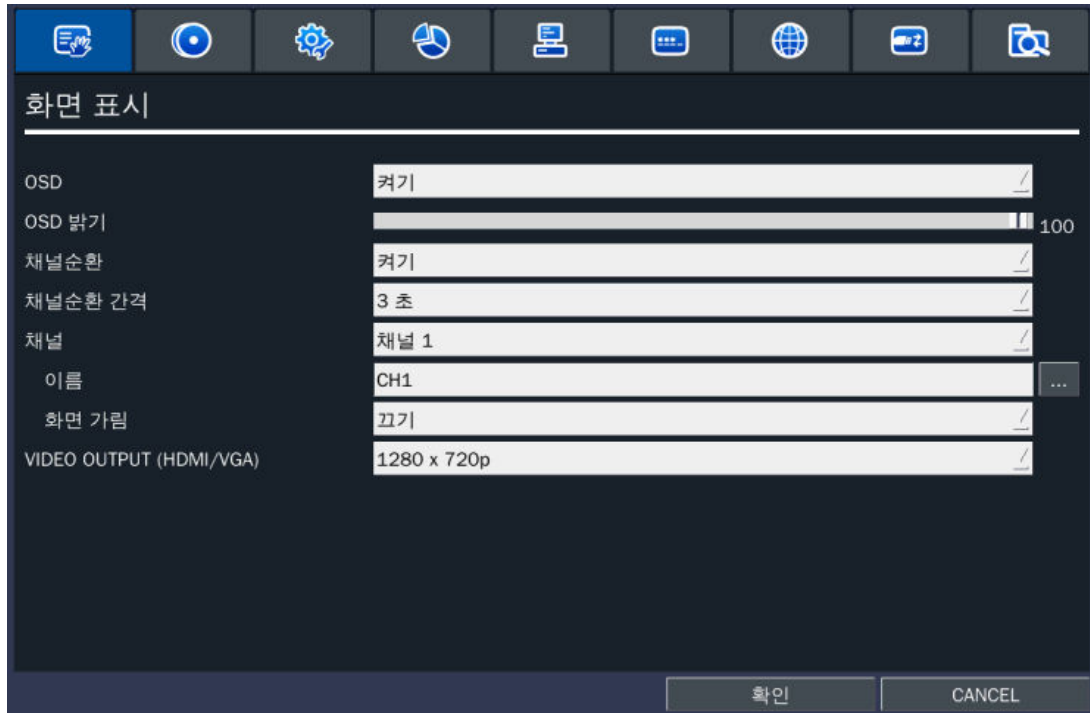 화면 표시
OSD 켜기
OSD 밝기 100
채널순환 켜기
채널순환 간격 3 초
채널 채널 1
이름 CH1 ...
화면 가림 끄기
VIDEO OUTPUT (HDMI/VGA) 1280 x 720p
확인 CANCEL